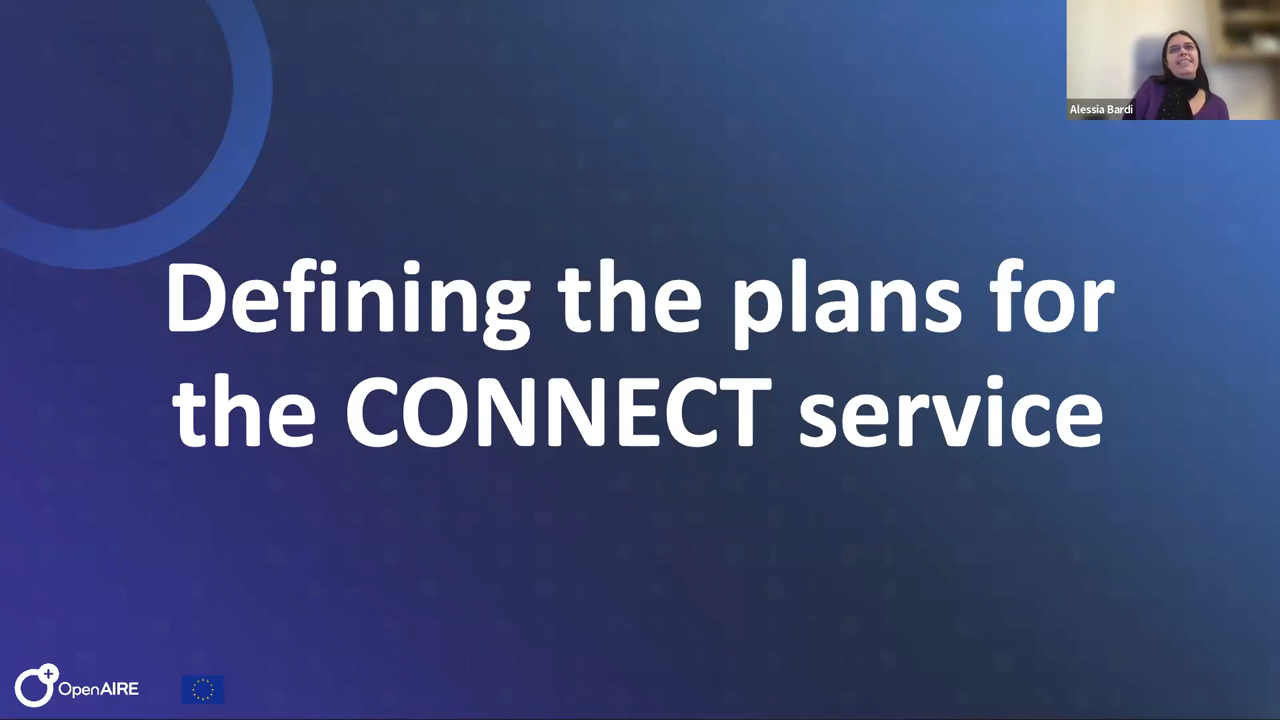 Alessia Bardi
Defining the plans for
the CONNECT service
OpenAIRE